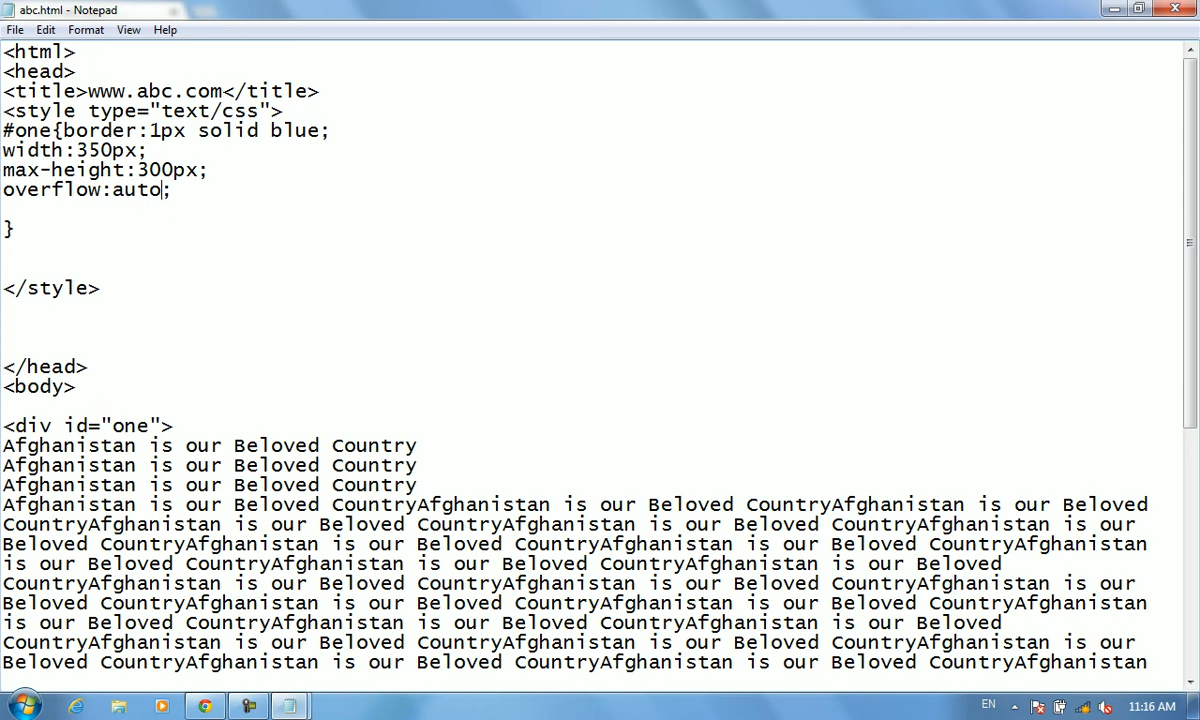 abc.html - Notepad
File Edit Format View Help
<html>
<head>
<title>www.abc.com</title>
<style type="text/css">
#one{border:1px solid blue;
width:350px;
max-height:300px;
overflow:auto;
}
</style>
</head>
<body>
<div id="one">
Afghanistan is our Beloved Country
Afghanistan is our Beloved Country
Afghanistan is our Beloved Country
Afghanistan is our Beloved CountryAfghanistan is our Beloved CountryAfghanistan is our Beloved
CountryAfghanistan is our Beloved CountryAfghanistan is our Beloved CountryAfghanistan is our
Beloved CountryAfghanistan is our Beloved CountryAfghanistan is our Beloved CountryAfghanistan
is our Beloved CountryAfghanistan is our Beloved CountryAfghanistan is our Beloved
CountryAfghanistan is our Beloved CountryAfghanistan is our Beloved CountryAfghanistan is our
Beloved CountryAfghanistan is our Beloved CountryAfghanistan is our Beloved CountryAfghanistan
is our Beloved CountryAfghanistan is our Beloved CountryAfghanistan is our Beloved
CountryAfghanistan is our Beloved CountryAfghanistan is our Beloved CountryAfghanistan is our
Beloved CountryAfghanistan is our Beloved CountryAfghanistan is our Beloved CountryAfghanistan
EN 11:16 AM